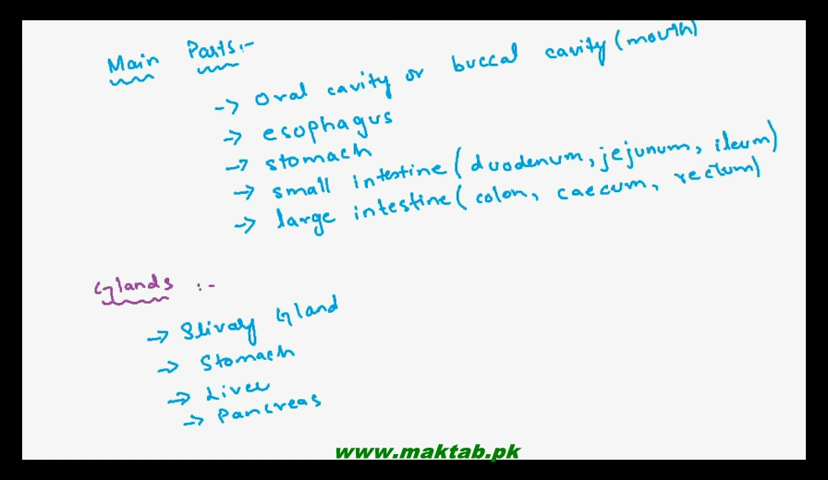 Main Parts:-
-> Oral cavity or buccal cavity (mouth)
-> esophagus
-> stomach
-> small intestine (duodenum, jejunum, ileum)
-> large intestine (colon, caecum, rectum)
Glands :-
-> Slivary Gland
-> Stomach
-> Liver
-> Pancreas
www.maktab.pk